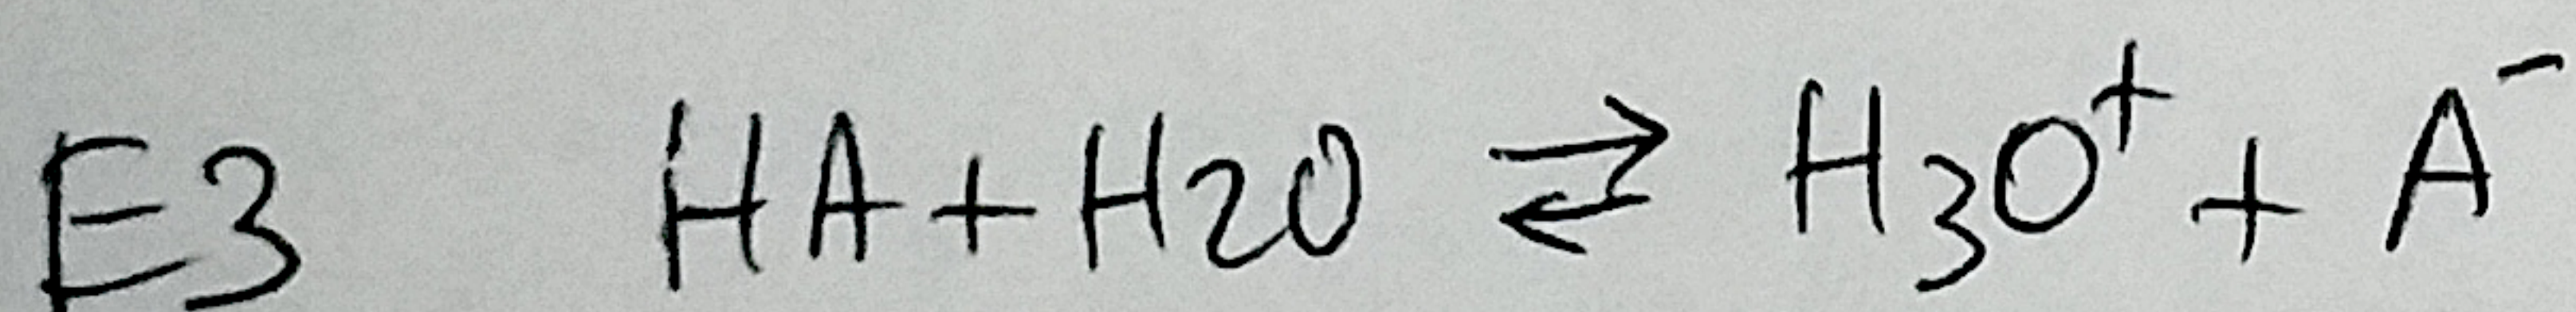 E3 HA + H2O ⇄ H3O⁺ + A⁻